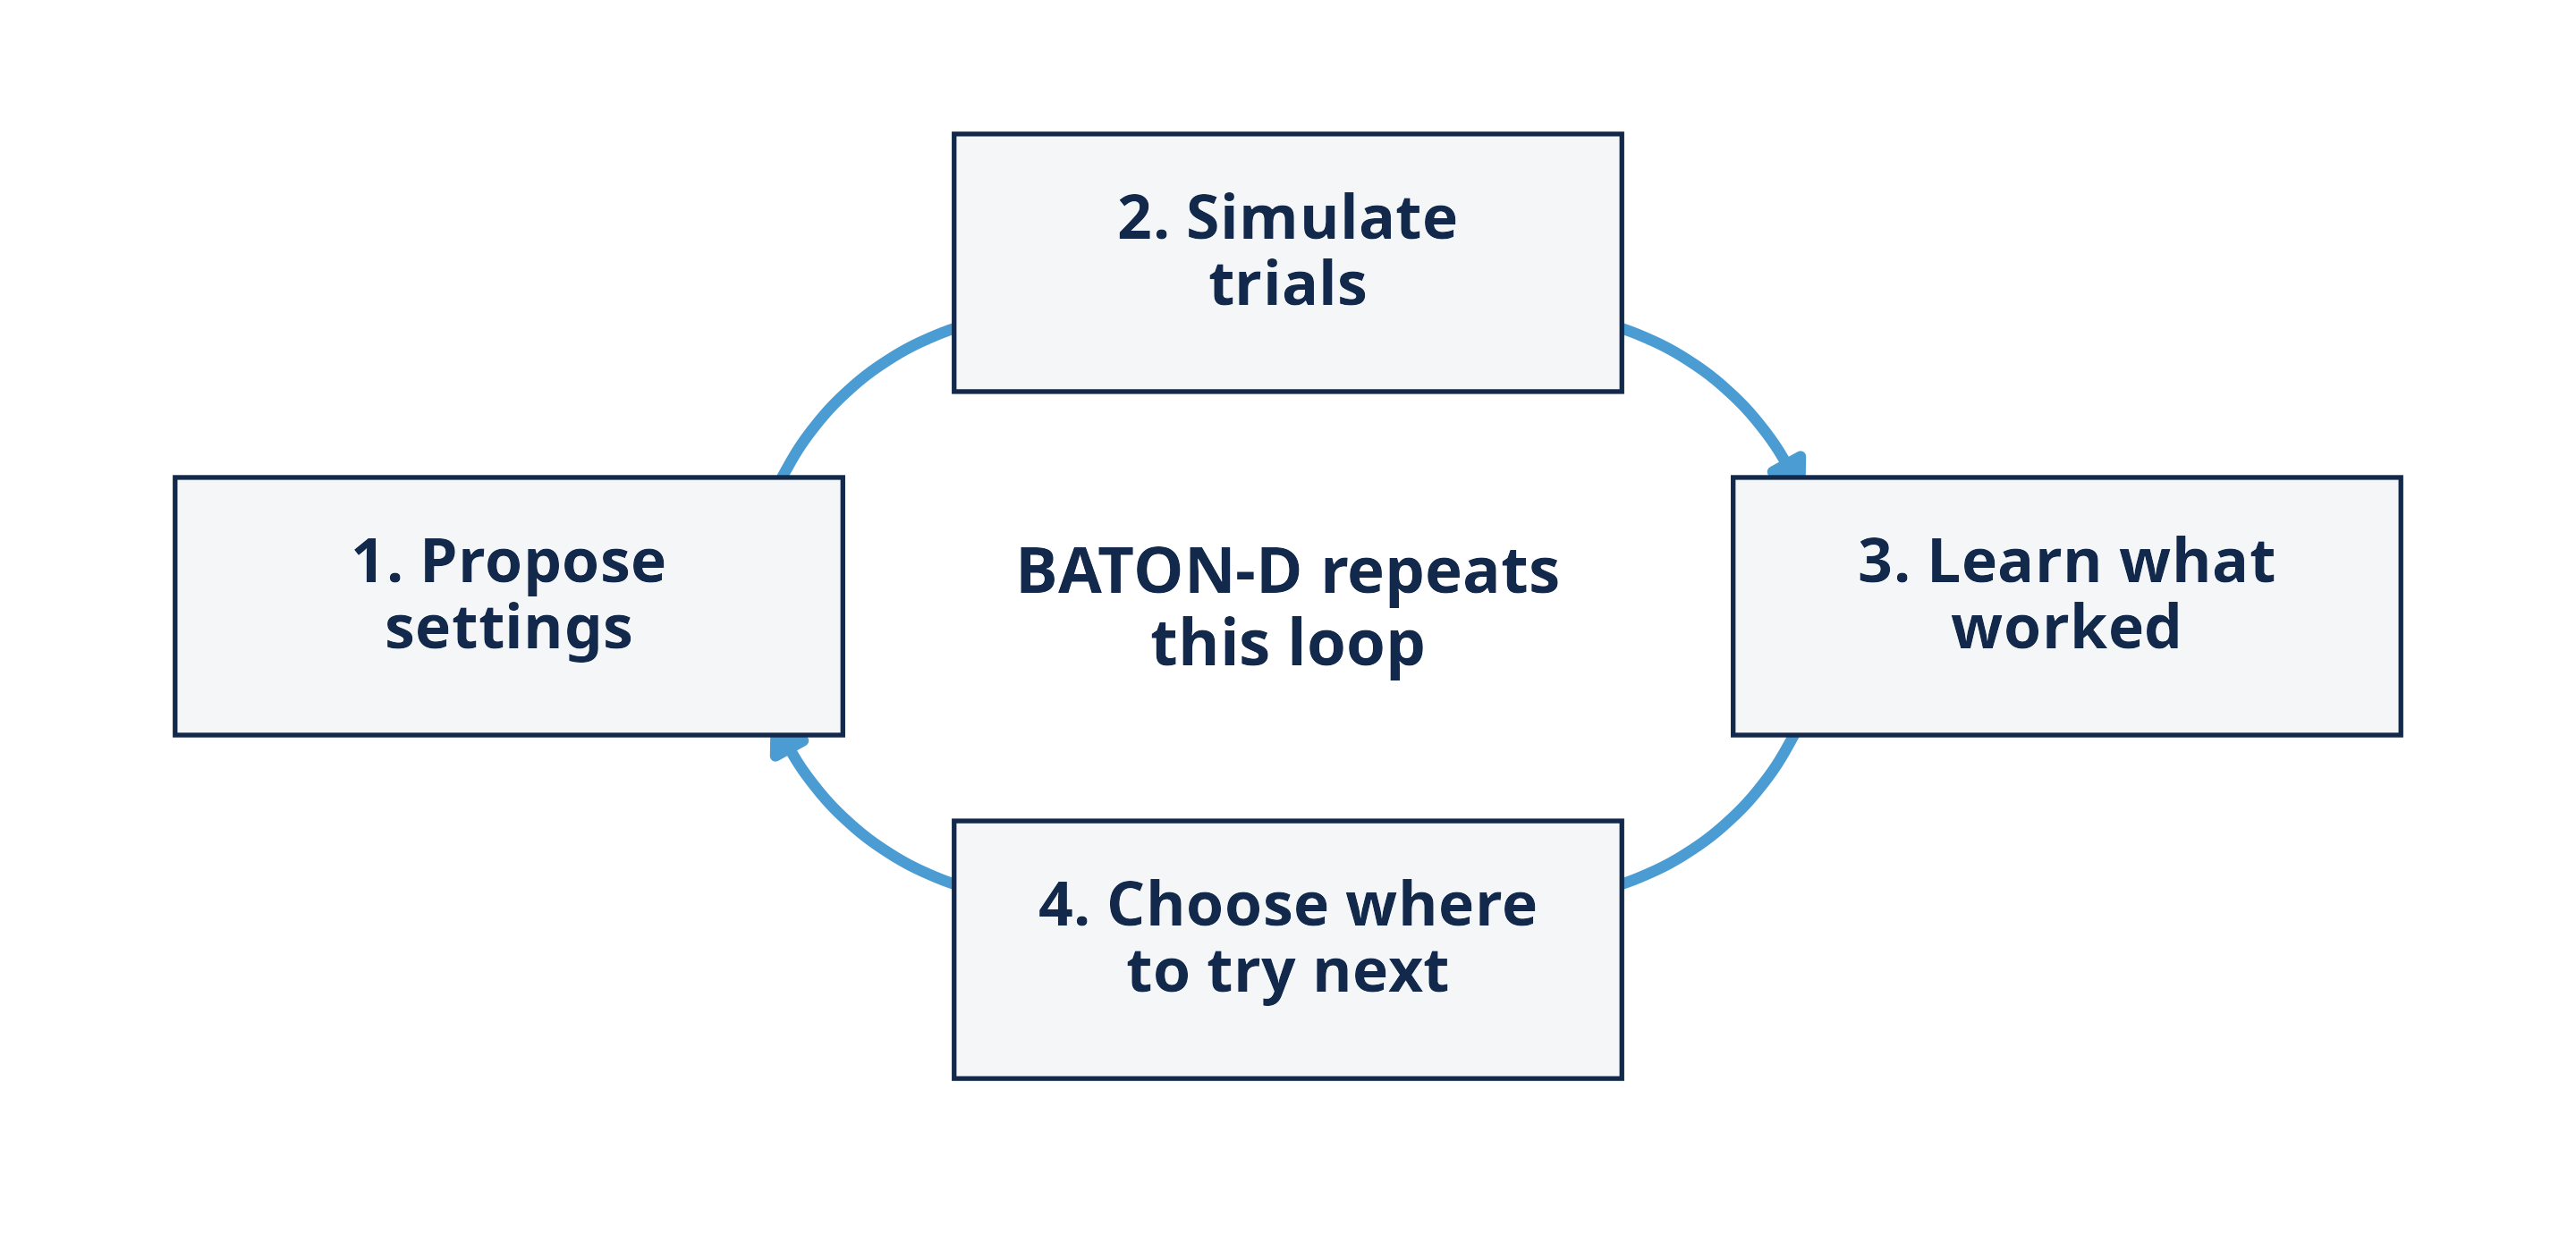 2. Simulate
trials
1. Propose
settings
BATON-D repeats
this loop
3. Learn what
worked
4. Choose where
to try next